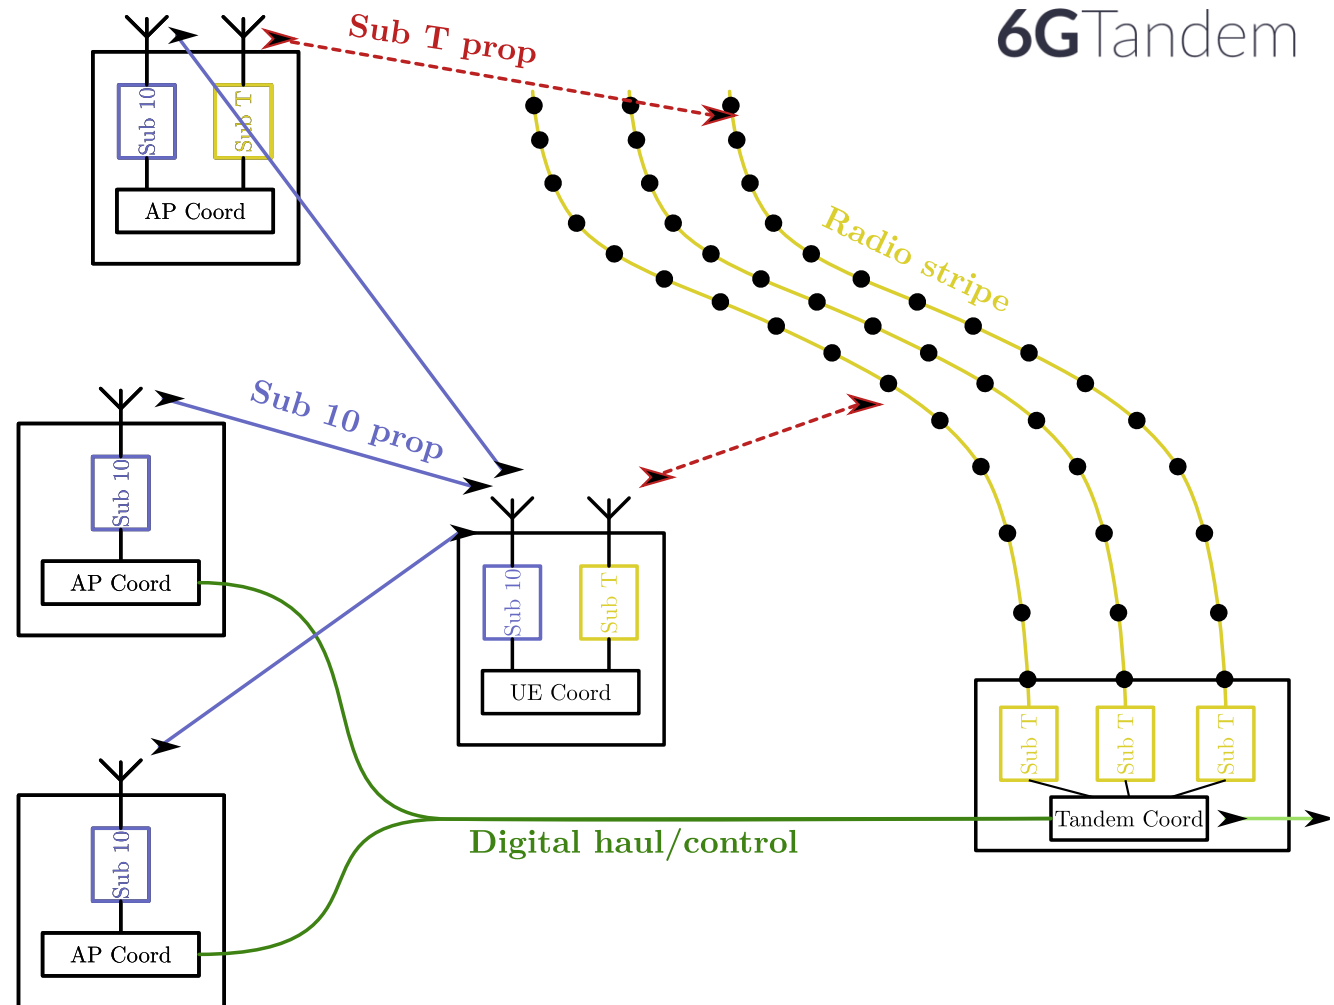 6GTandem
Sub T prop
Sub 10
Sub T
AP Coord
Radio stripe
Sub 10 prop
Sub 10
AP Coord
Sub 10
Sub T
UE Coord
Sub T
Sub T
Sub T
Tandem Coord
Digital haul/control
Sub 10
AP Coord